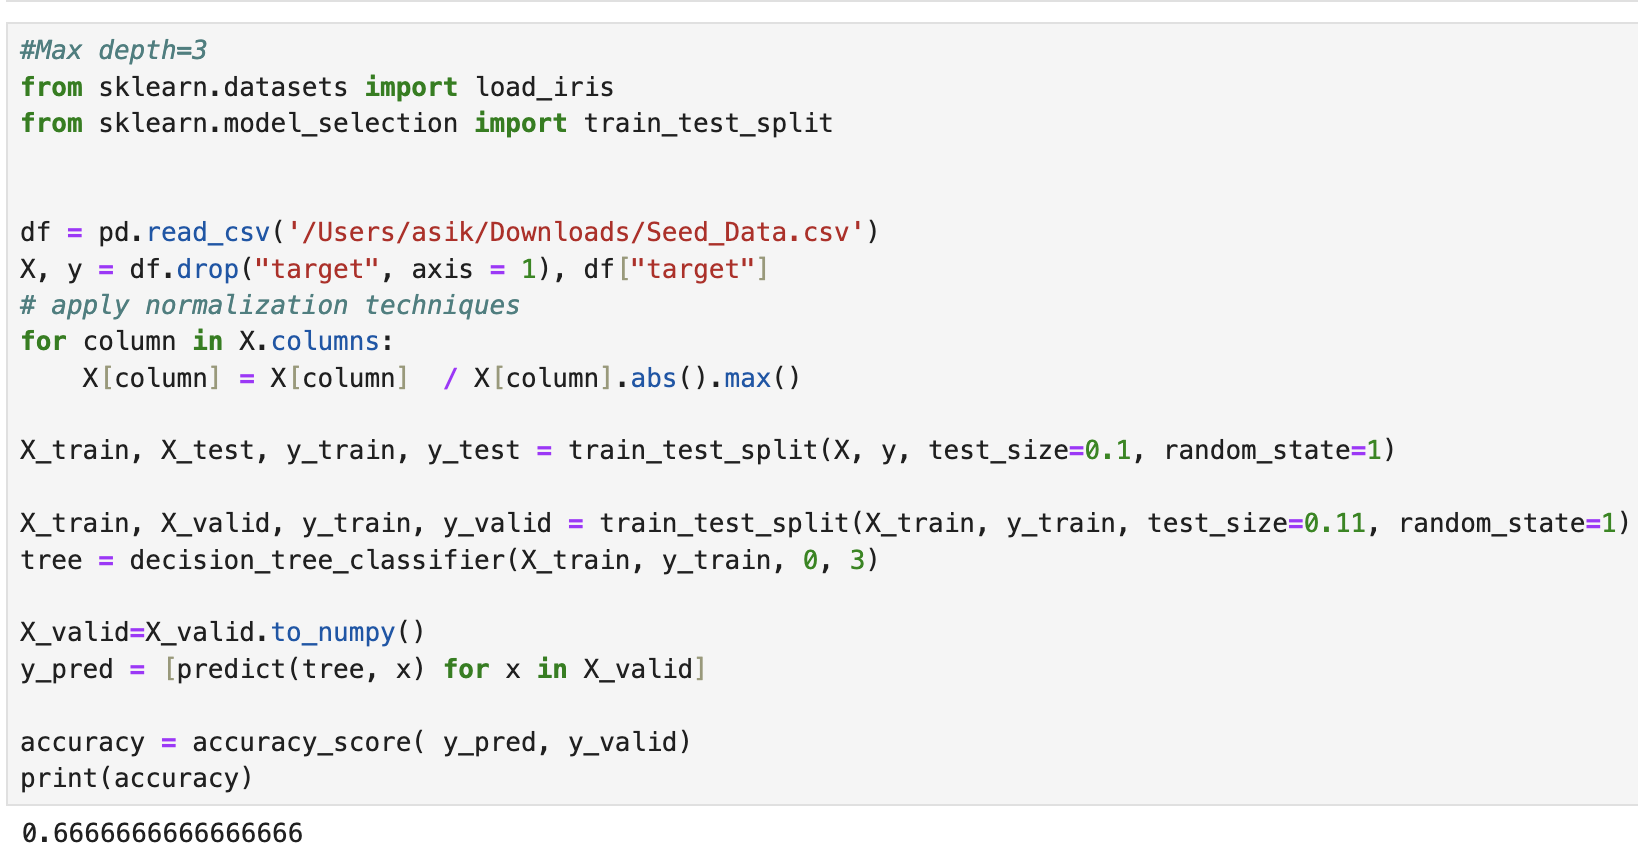 #Max depth=3
from sklearn.datasets import load_iris
from sklearn.model_selection import train_test_split
df = pd.read_csv('/Users/asik/Downloads/Seed_Data.csv')
X, y = df.drop("target", axis = 1), df["target"]
# apply normalization techniques
for column in X.columns:
    X[column] = X[column]  / X[column].abs().max()
X_train, X_test, y_train, y_test = train_test_split(X, y, test_size=0.1, random_state=1)
X_train, X_valid, y_train, y_valid = train_test_split(X_train, y_train, test_size=0.11, random_state=1)
tree = decision_tree_classifier(X_train, y_train, 0, 3)
X_valid=X_valid.to_numpy()
y_pred = [predict(tree, x) for x in X_valid]
accuracy = accuracy_score( y_pred, y_valid)
print(accuracy)
0.6666666666666666